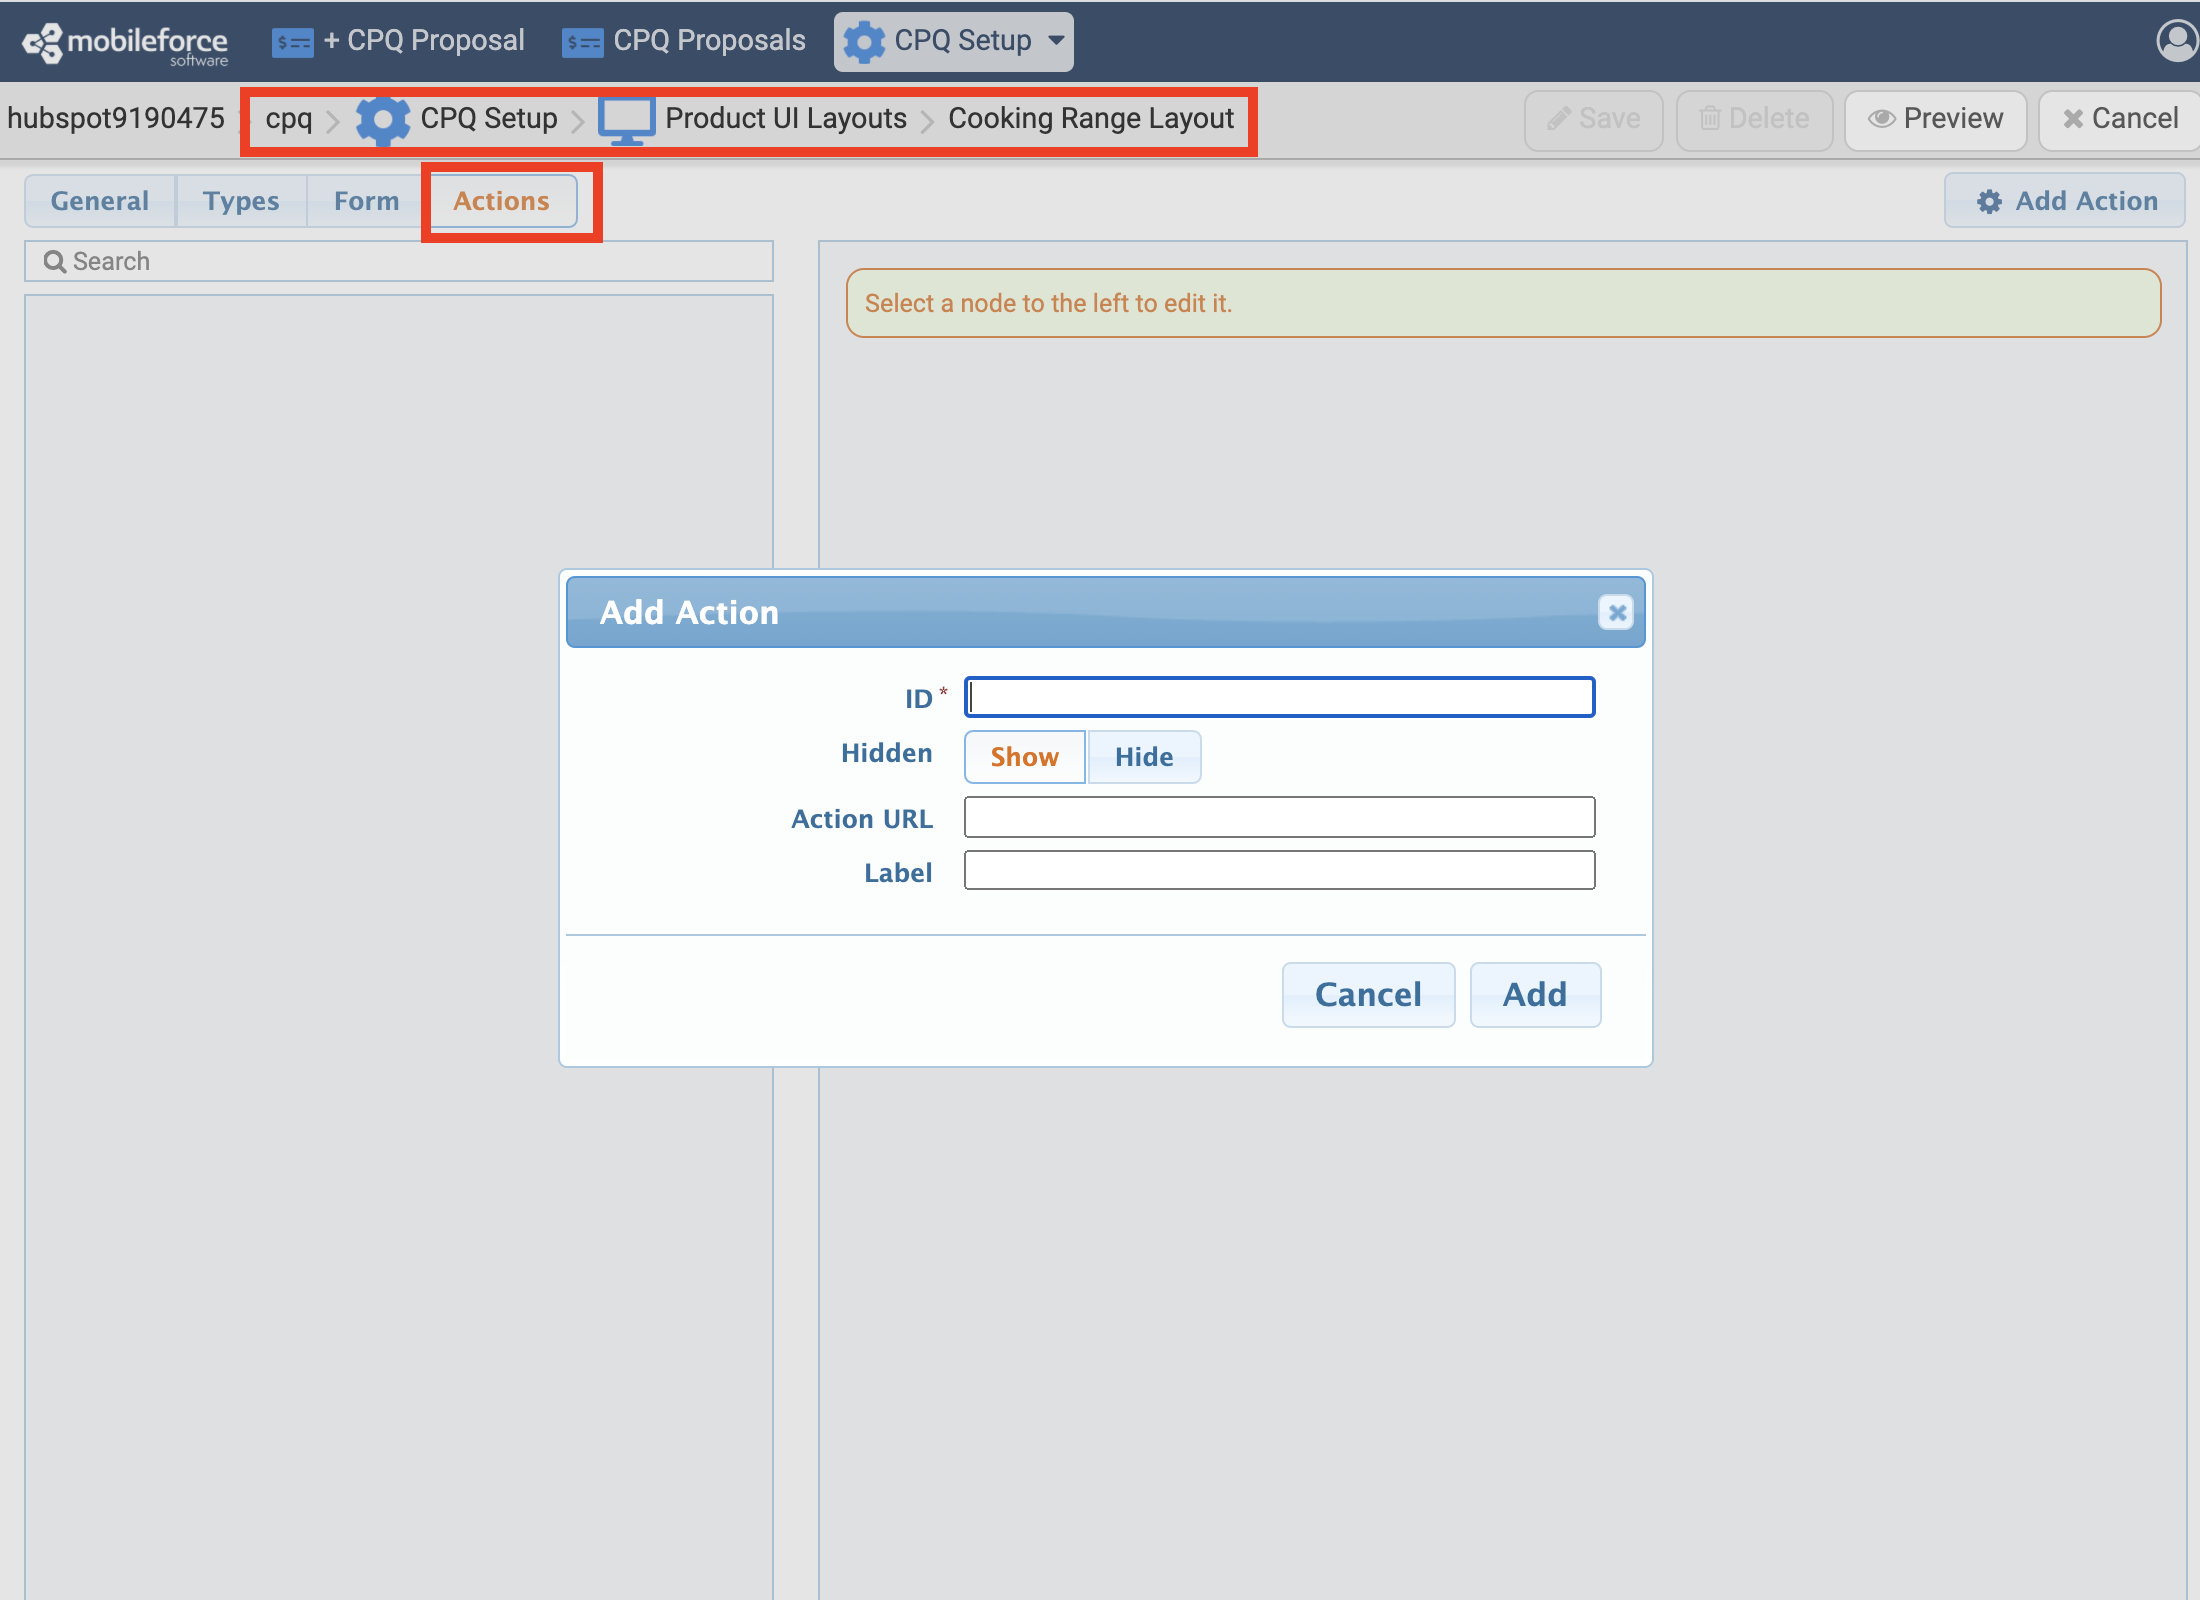 mobileforce
software
+ CPQ Proposal
CPQ Proposals
CPQ Setup
hubspot9190475
cpq > CPQ Setup > Product UI Layouts > Cooking Range Layout
Save
Delete
Preview
Cancel
General
Types
Form
Actions
Add Action
Search
Select a node to the left to edit it.
Add Action
ID *
Hidden
Show
Hide
Action URL
Label
Cancel
Add